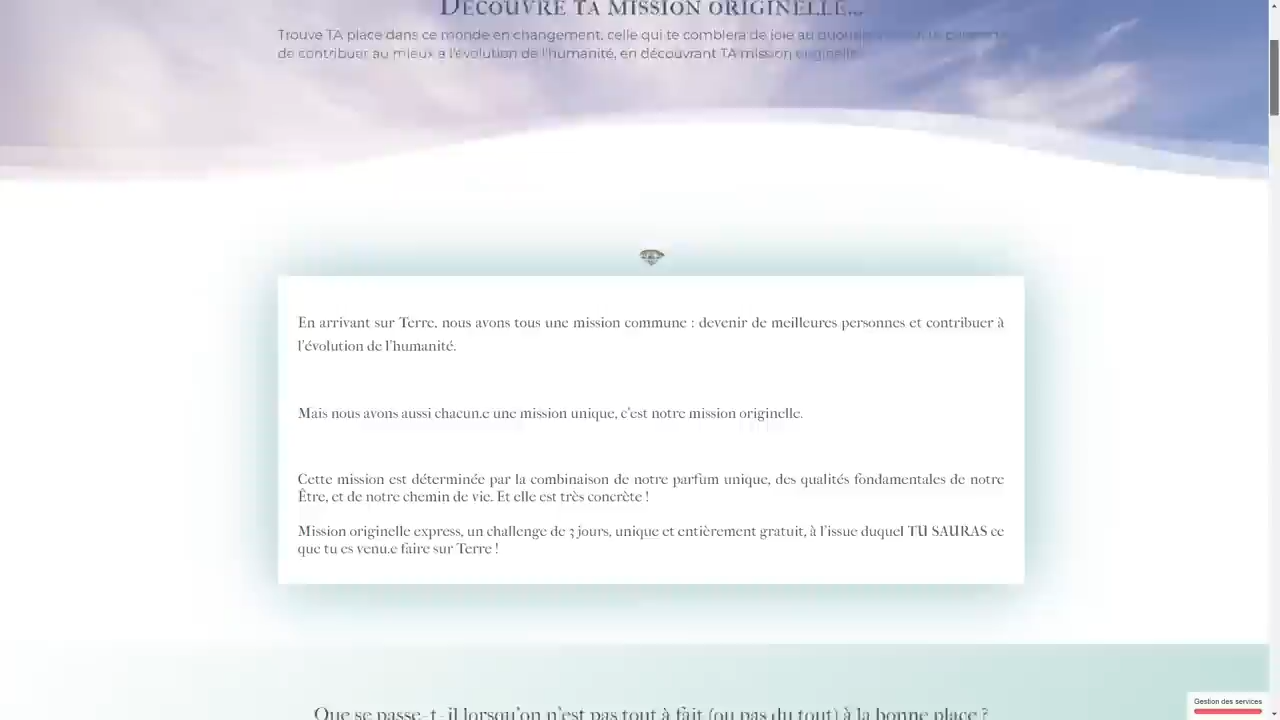 DÉCOUVRE TA MISSION ORIGINELLE...
Trouve TA place dans ce monde en changement, celle qui te comblera de joie au
de contribuer au mieux à l'évolution de l'humanité, en découvrant TA mission originelle
En arrivant sur Terre, nous avons tous une mission commune : devenir de meilleures personnes et contribuer à
l'évolution de l'humanité.
Mais nous avons aussi chacun.e une mission unique, c'est notre mission originelle.
Cette mission est déterminée par la combinaison de notre parfum unique, des qualités fondamentales de notre
Être, et de notre chemin de vie. Et elle est très concrète !
Mission originelle express, un challenge de 3 jours, unique et entièrement gratuit, à l'issue duquel TU SAURAS ce
que tu es venu.e faire sur Terre !
Gestion des services
Que se passe-t-il lorsqu'on n'est pas tout à fait (ou pas du tout) à la bonne place ?